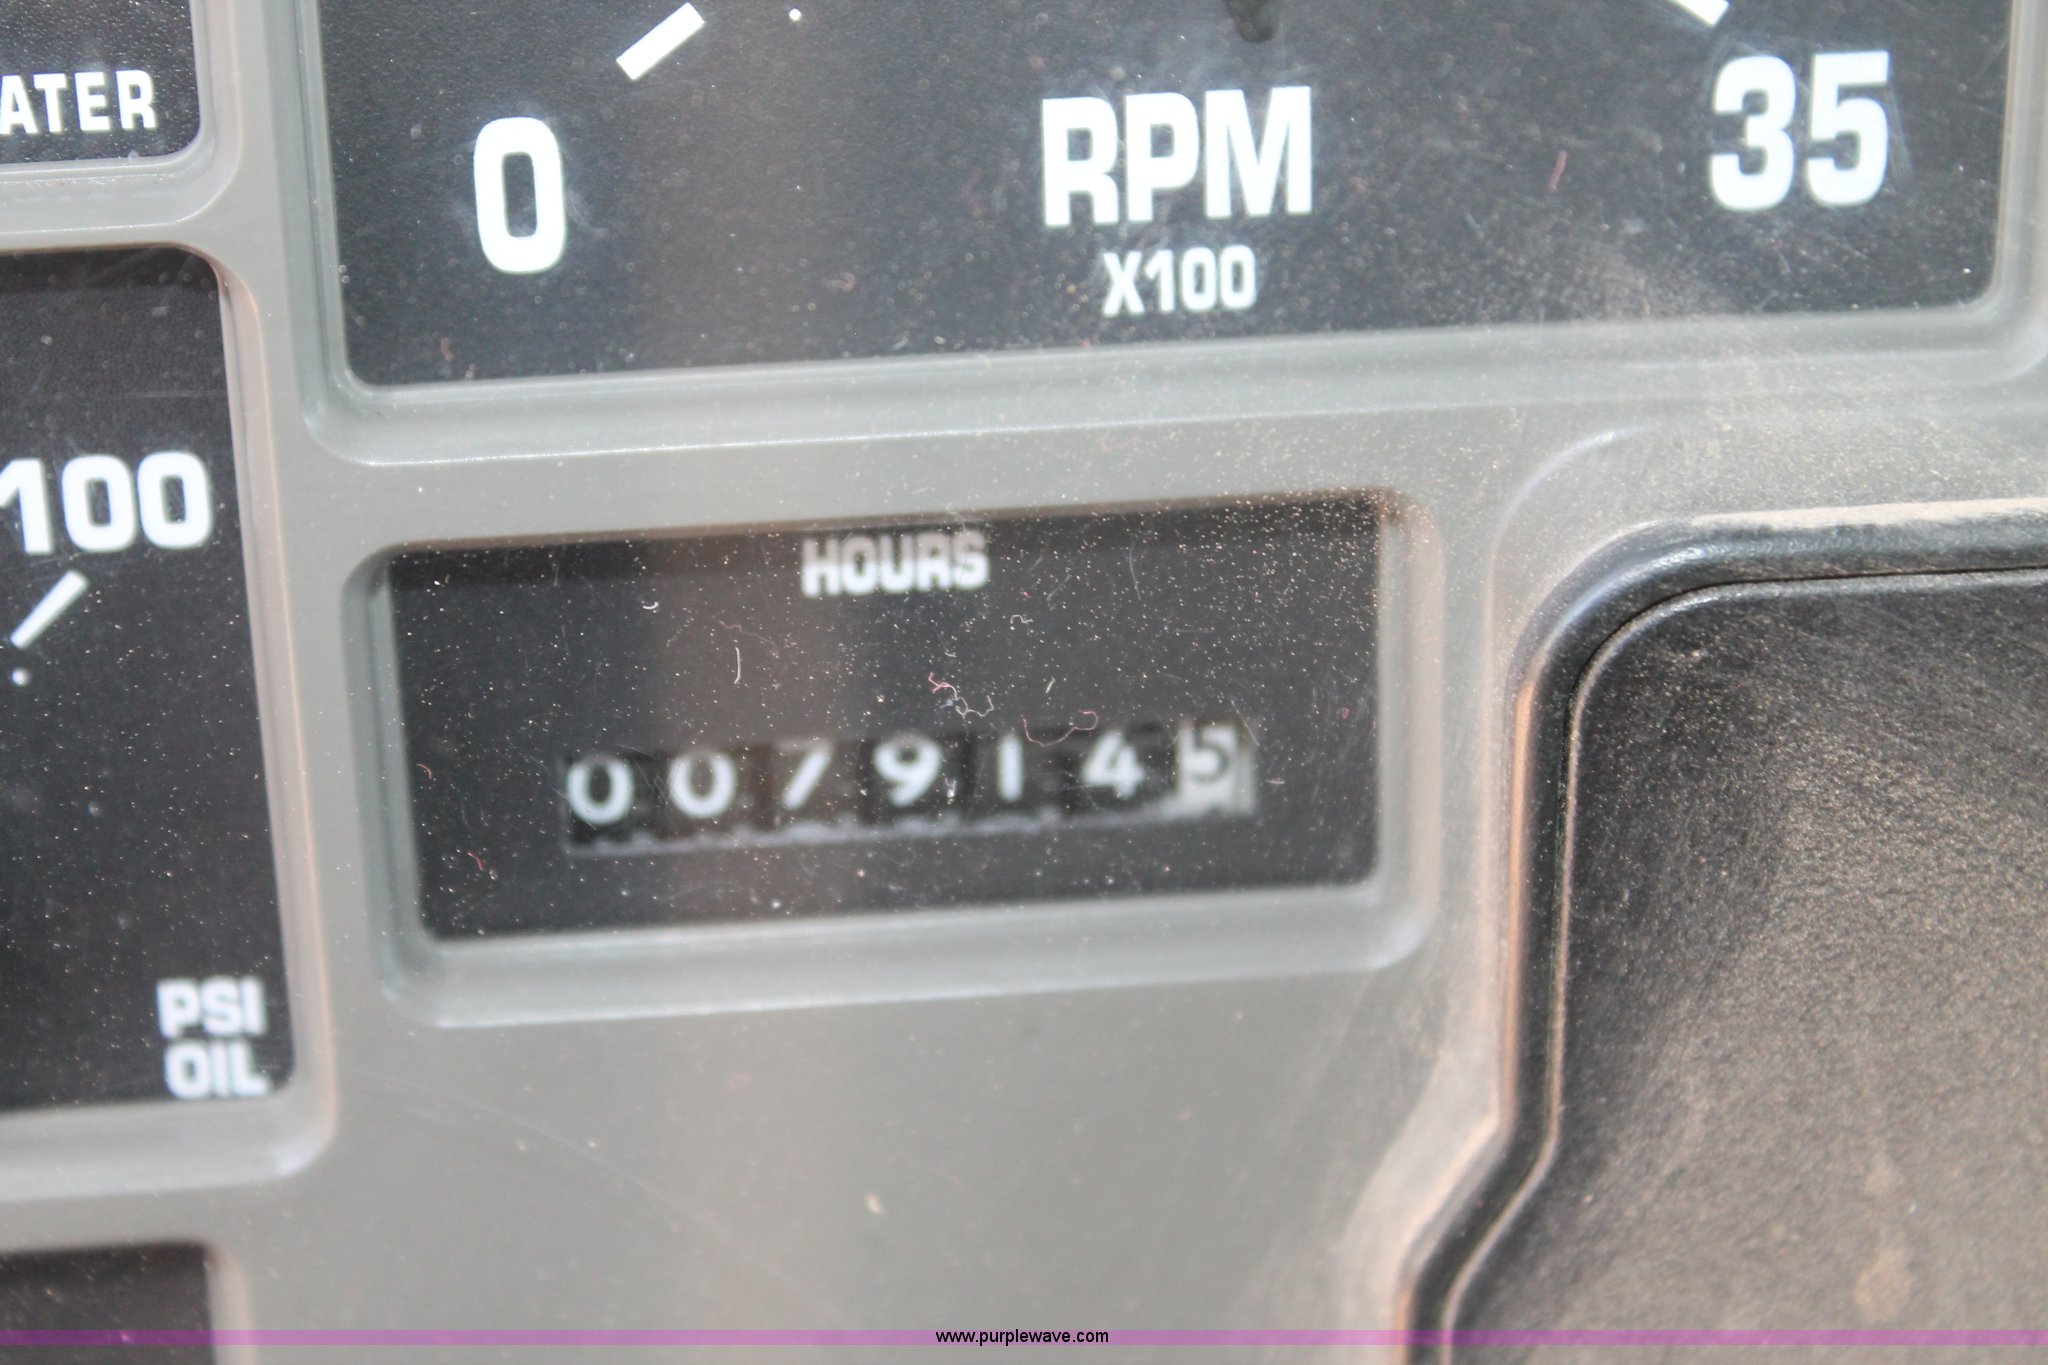 ATER
0
RPM
X100
35
100
HOURS
0079145
PSI
OIL
www.purplewave.com